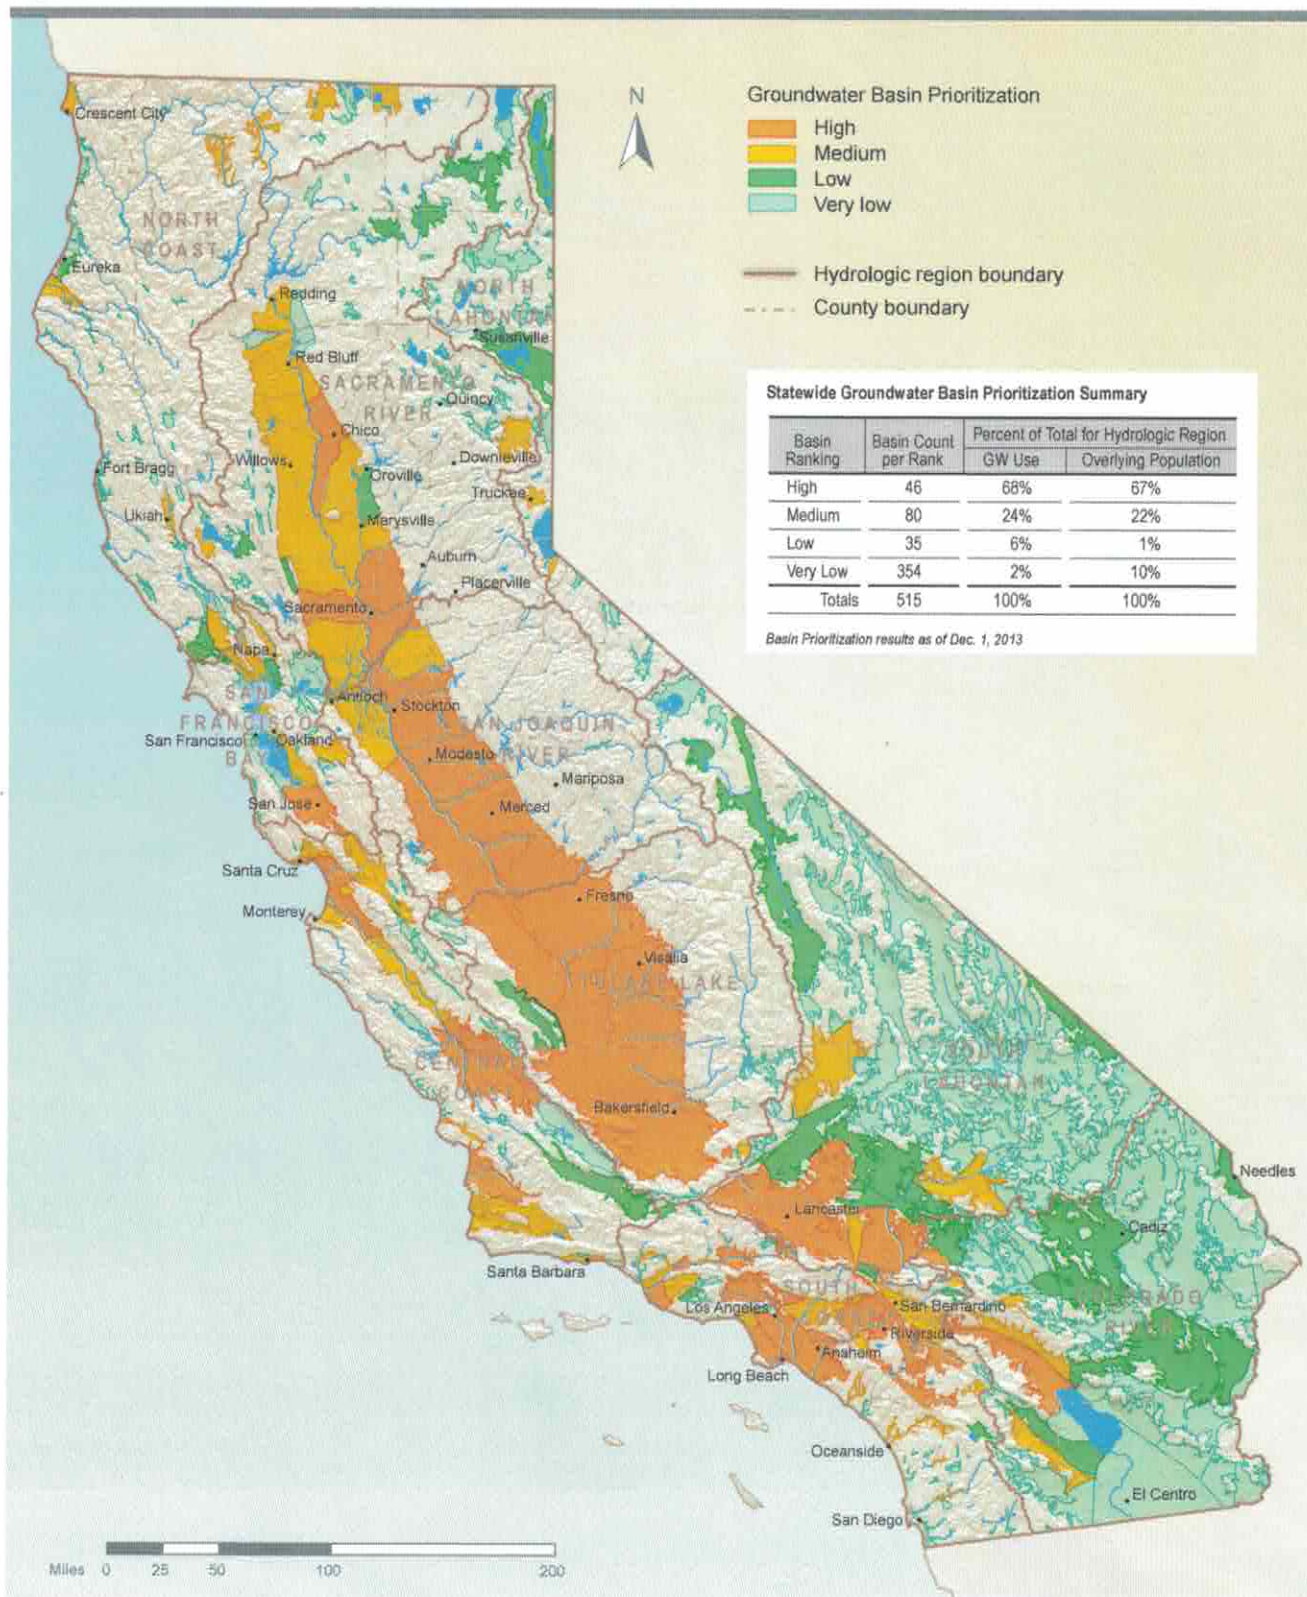 N
Groundwater Basin Prioritization
High
Medium
Low
Very low
Hydrologic region boundary
County boundary
Statewide Groundwater Basin Prioritization Summary
Basin Ranking Basin Count per Rank Percent of Total for Hydrologic Region
GW Use Overlying Population
High 46 68% 67%
Medium 80 24% 22%
Low 35 6% 1%
Very Low 354 2% 10%
Totals 515 100% 100%
Basin Prioritization results as of Dec. 1, 2013
Crescent City
NORTH
COAST
Eureka
Redding
NORTH
LAHONTAN
Susanville
Red Bluff
SACRAMENTO
RIVER
Quincy
Chico
Willows
Oroville
Downieville
Fort Bragg
Truckee
Ukiah
Marysville
Auburn
Placerville
Sacramento
Napa
SAN
FRANCISCO
BAY
Antioch
Stockton
SAN JOAQUIN
RIVER
San Francisco
Oakland
Modesto
Mariposa
San Jose
Merced
Santa Cruz
Fresno
Monterey
Visalia
TULARE LAKE
CENTRAL
COAST
SOUTH
LAHONTAN
Bakersfield
Needles
Lancaster
Cadiz
Santa Barbara
SOUTH
COLORADO
RIVER
Los Angeles
San Bernardino
Riverside
Anaheim
Long Beach
Oceanside
El Centro
San Diego
Miles 0 25 50 100 200